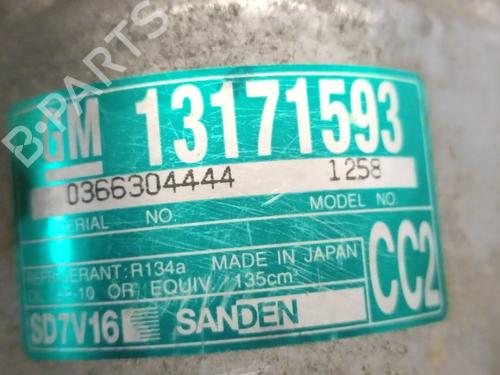 B-PARTS
GM 13171593
0366304444 1258
SERIAL NO. MODEL NO.
REFRIGERANT: R134a MADE IN JAPAN
OR EQUIV. 135cm³ CC2
SD7V16 SANDEN